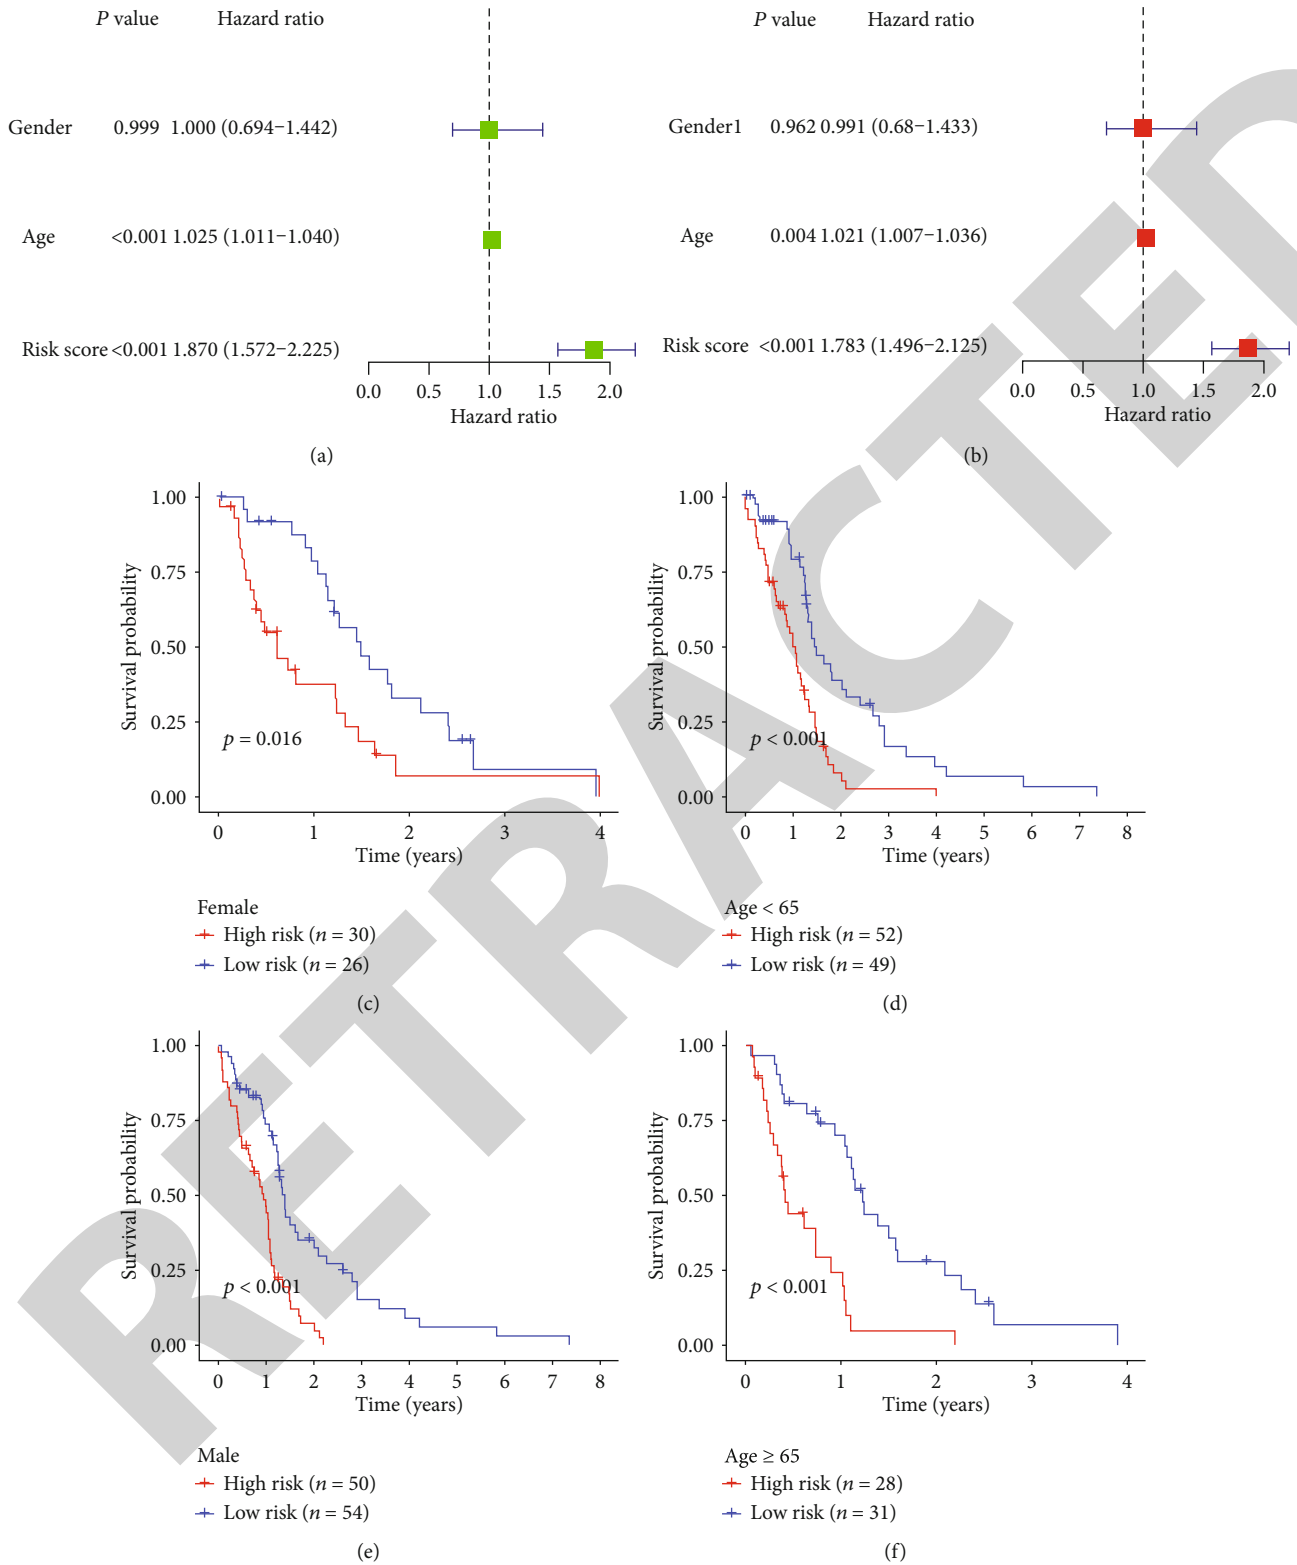 P value Hazard ratio
Gender 0.999 1.000 (0.694−1.442)
Age <0.001 1.025 (1.011−1.040)
Risk score <0.001 1.870 (1.572−2.225)
0.0 0.5 1.0 1.5 2.0
Hazard ratio
(a)
P value Hazard ratio
Gender1 0.962 0.991 (0.68−1.433)
Age 0.004 1.021 (1.007−1.036)
Risk score <0.001 1.783 (1.496−2.125)
0.0 0.5 1.0 1.5 2.0
Hazard ratio
(b)
Survival probability
1.00
0.75
0.50
0.25
0.00
p = 0.016
0 1 2 3 4
Time (years)
Female
High risk (n = 30)
Low risk (n = 26)
(c)
Survival probability
1.00
0.75
0.50
0.25
0.00
p < 0.001
0 1 2 3 4 5 6 7 8
Time (years)
Age < 65
High risk (n = 52)
Low risk (n = 49)
(d)
Survival probability
1.00
0.75
0.50
0.25
0.00
p < 0.001
0 1 2 3 4 5 6 7 8
Time (years)
Male
High risk (n = 50)
Low risk (n = 54)
(e)
Survival probability
1.00
0.75
0.50
0.25
0.00
p < 0.001
0 1 2 3 4
Time (years)
Age ≥ 65
High risk (n = 28)
Low risk (n = 31)
(f)
RETRACTED